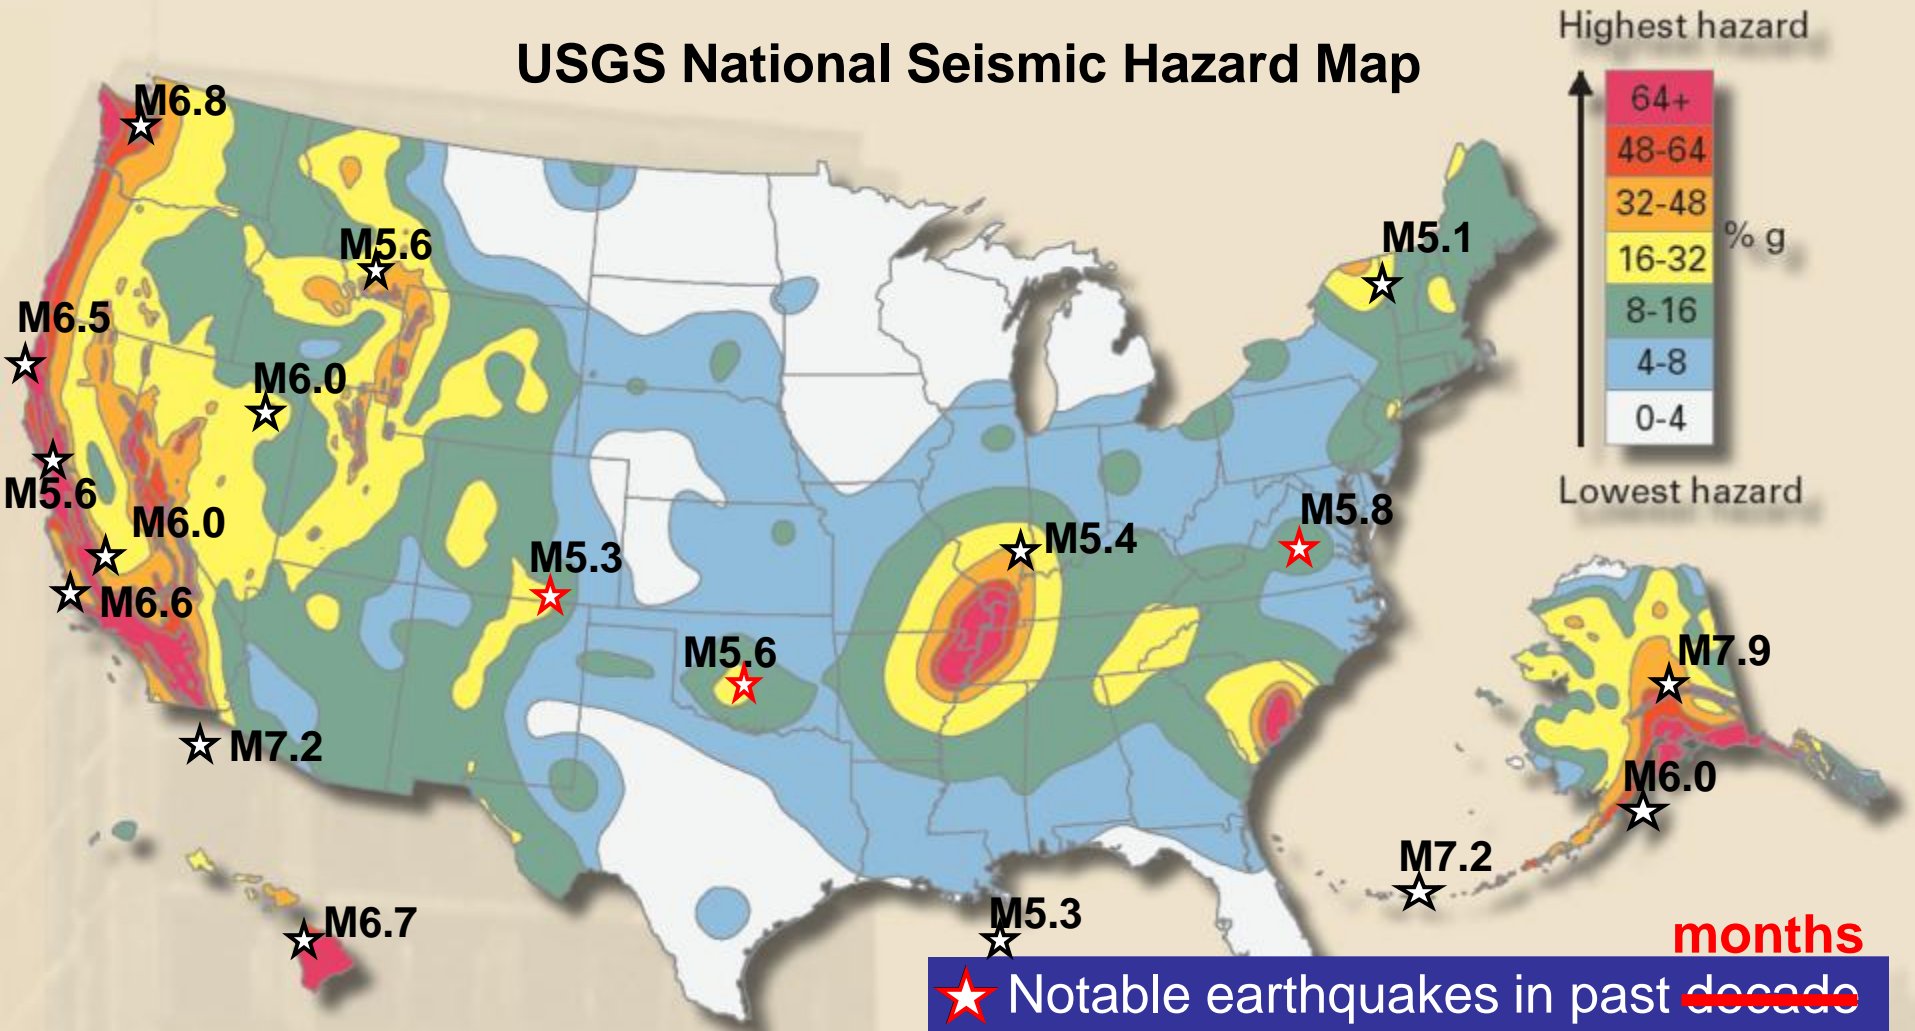 USGS National Seismic Hazard Map
Highest hazard
64+
48-64
32-48
16-32
8-16
4-8
0-4
% g
Lowest hazard
M6.8
M5.6
M5.1
M6.5
M6.0
M5.6
M6.0
M5.8
M5.4
M5.3
M6.6
M5.6
M7.9
M7.2
M6.0
M7.2
M6.7
M5.3
months
Notable earthquakes in past decade